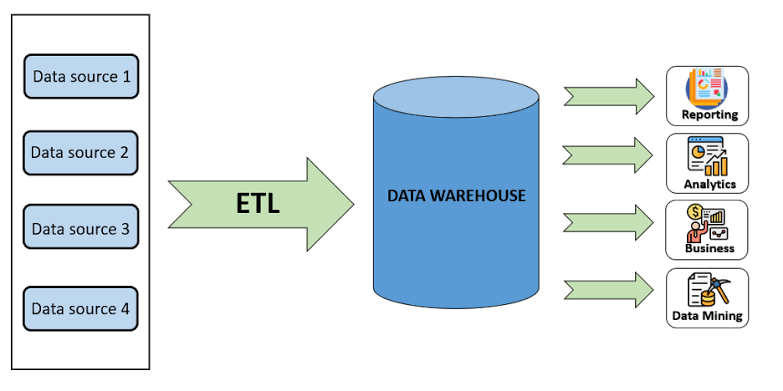 Data source 1
Data source 2
Data source 3
Data source 4
ETL
DATA WAREHOUSE
Reporting
Analytics
Business
Data Mining